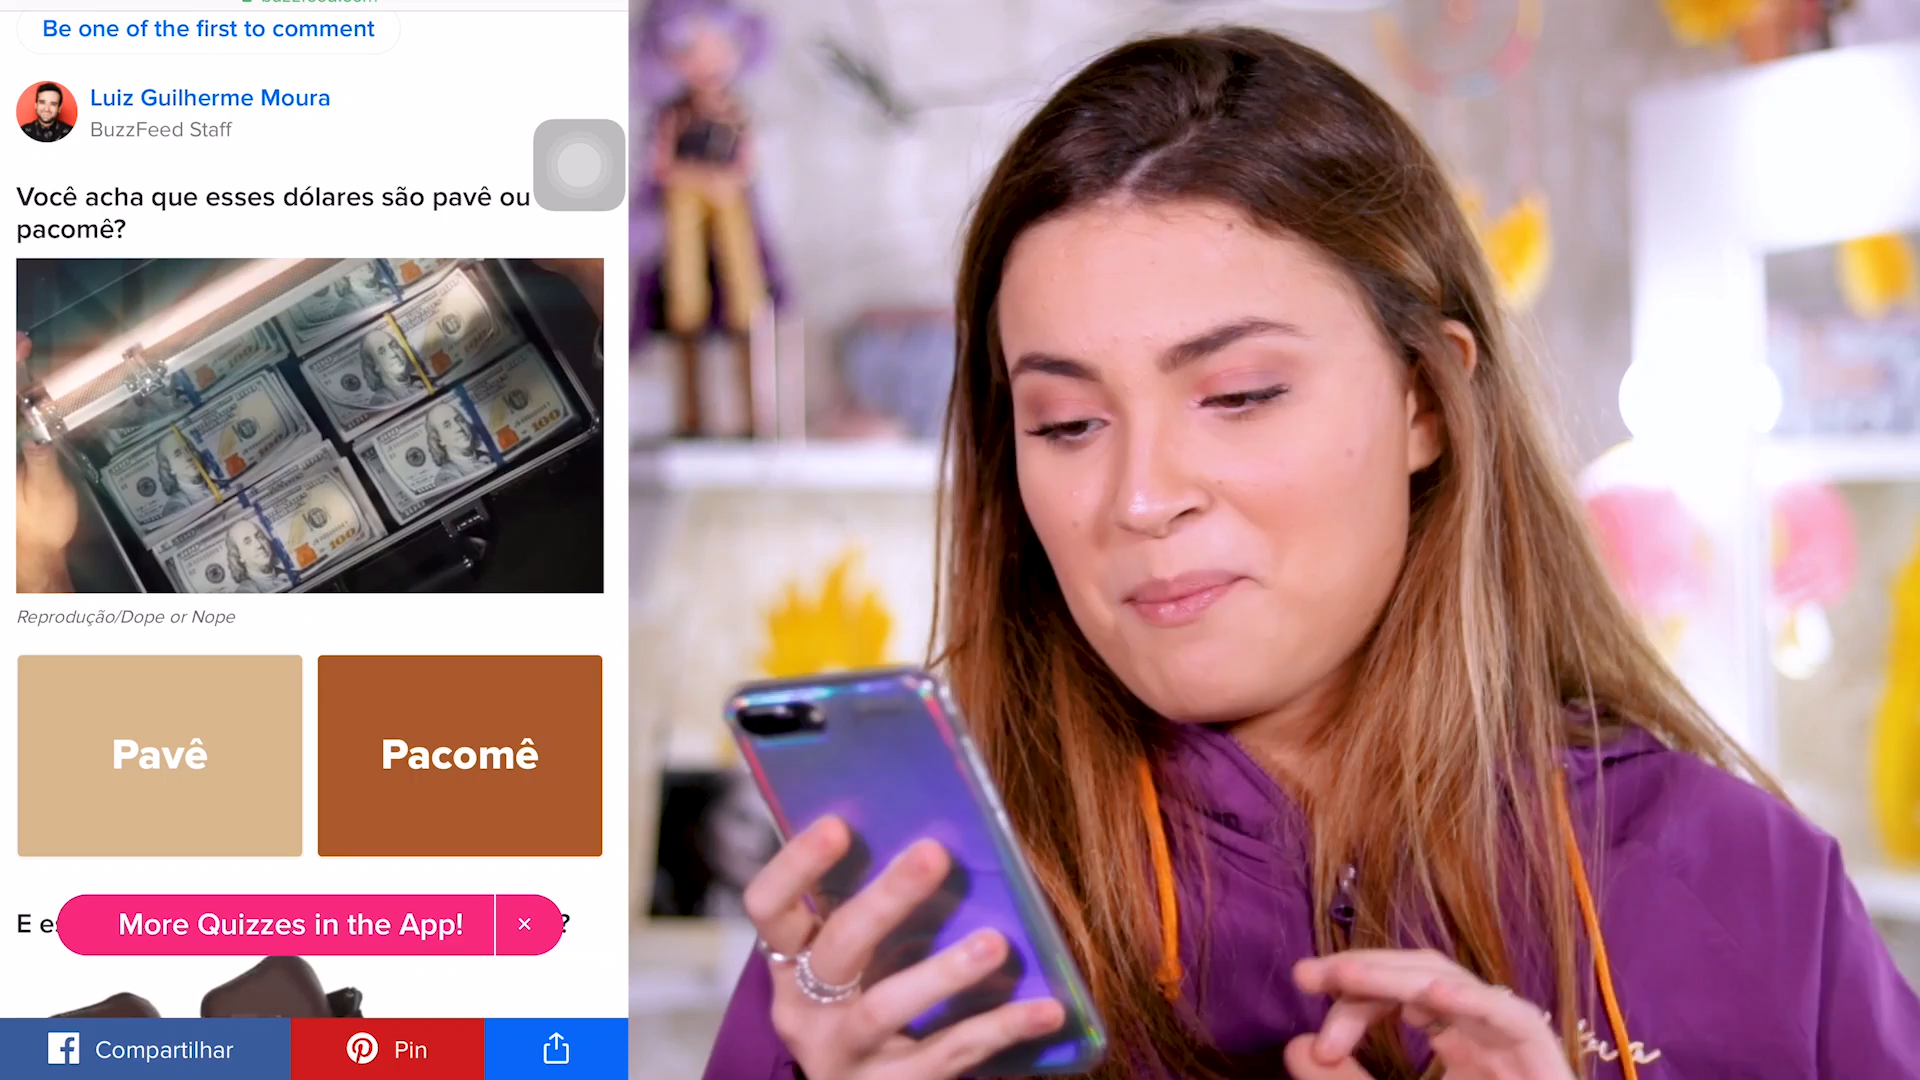 Be one of the first to comment
Luiz Guilherme Moura
BuzzFeed Staff
Você acha que esses dólares são pavê ou
pacomê?
Reprodução/Dope or Nope
Pavê
Pacomê
E e
?
More Quizzes in the App!
×
Compartilhar
Pin